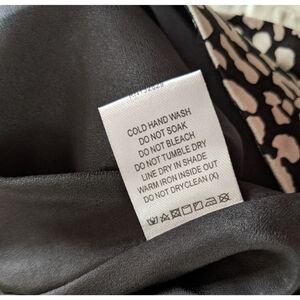 COLD HAND WASH
DO NOT SOAK
DO NOT BLEACH
DO NOT TUMBLE DRY
LINE DRY IN SHADE
WARM IRON INSIDE OUT
DO NOT DRYCLEAN (X)